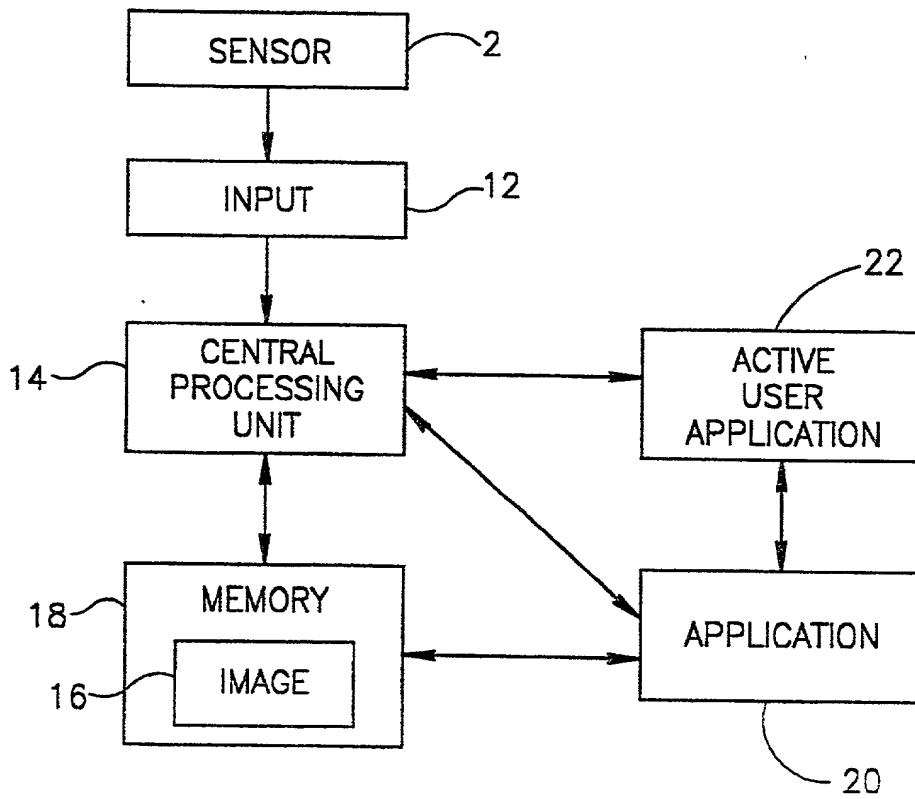 SENSOR
2
INPUT
12
22
CENTRAL
PROCESSING
UNIT
14
ACTIVE
USER
APPLICATION
MEMORY
18
IMAGE
16
APPLICATION
20